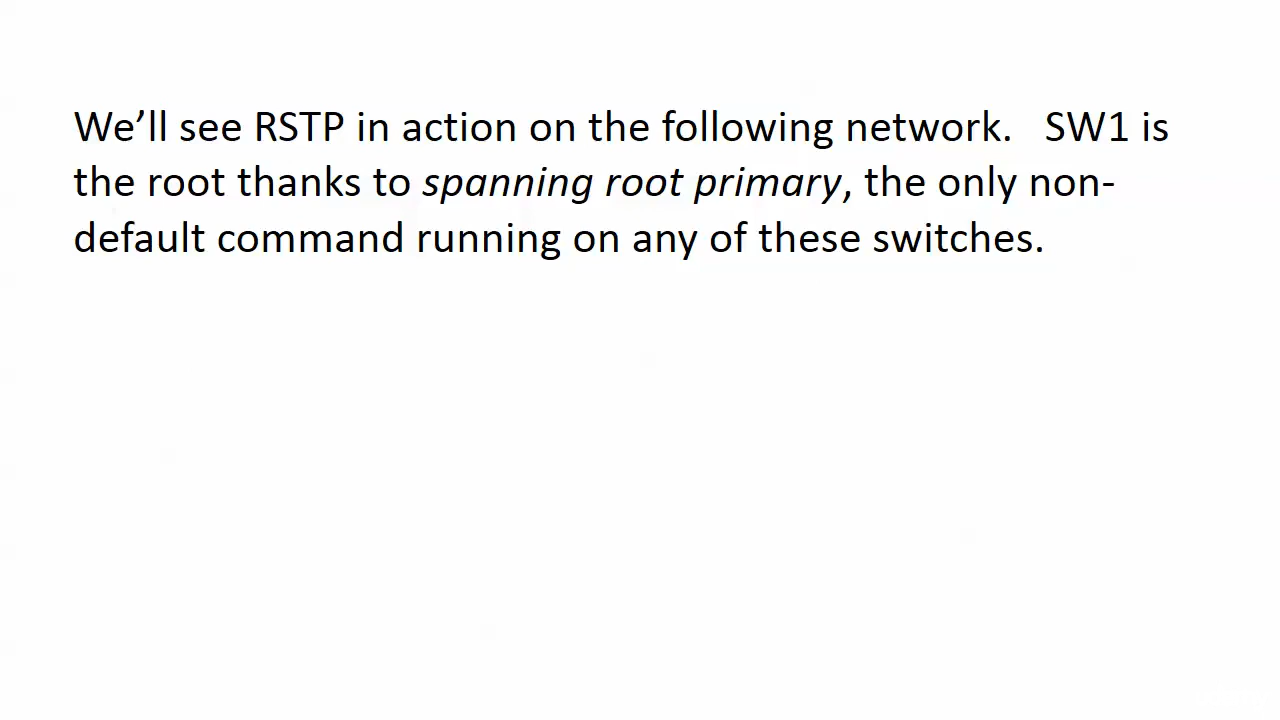 We’ll see RSTP in action on the following network.   SW1 is
the root thanks to spanning root primary, the only non-
default command running on any of these switches.